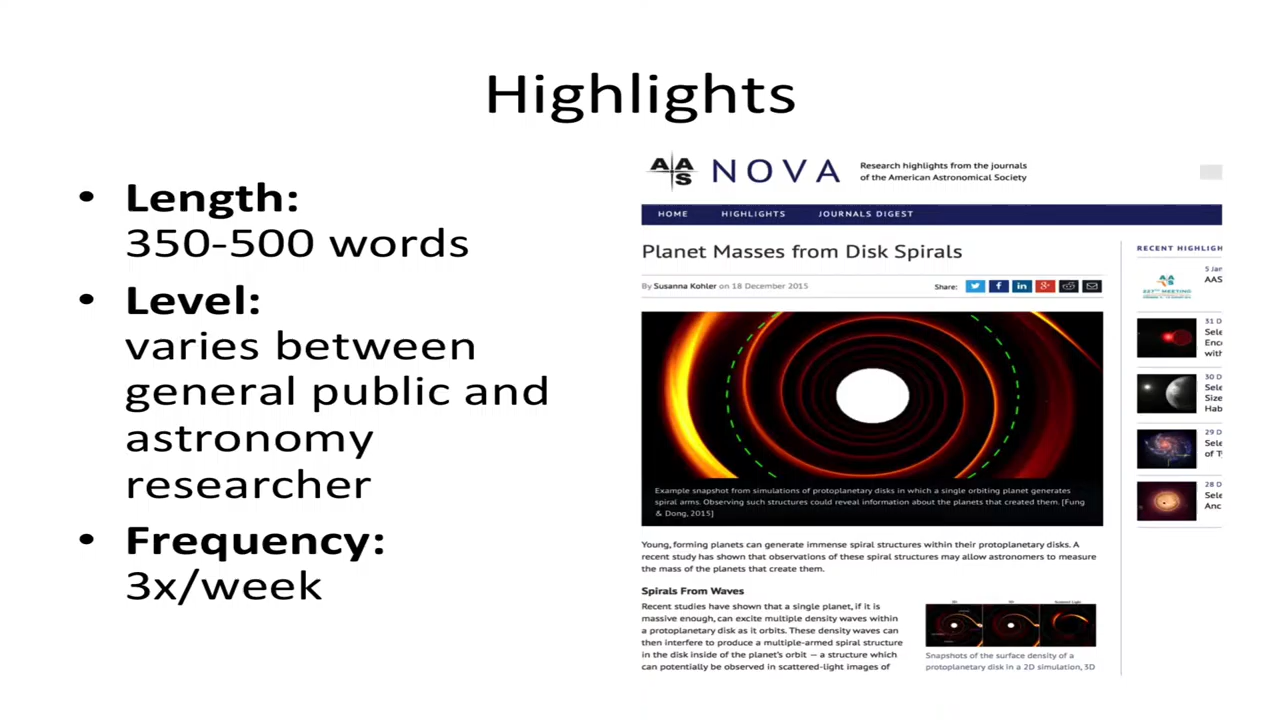 Highlights
• Length:
350-500 words
• Level:
varies between
general public and
astronomy
researcher
• Frequency:
3x/week
AAS NOVA
Research highlights from the journals
of the American Astronomical Society
HOME HIGHLIGHTS JOURNALS DIGEST
Planet Masses from Disk Spirals
By Susanna Kohler on 18 December 2015 Share:
Example snapshot from simulations of protoplanetary disks in which a single orbiting planet generates
spiral arms. Observing such structures could reveal information about the planets that created them. [Fung
& Dong, 2015]
Young, forming planets can generate immense spiral structures within their protoplanetary disks. A
recent study has shown that observations of these spiral structures may allow astronomers to measure
the mass of the planets that create them.
Spirals From Waves
Recent studies have shown that a single planet, if it is
massive enough, can excite multiple density waves within
a protoplanetary disk as it orbits. These density waves can
then interfere to produce a multiple-armed spiral structure
in the disk inside of the planet's orbit — a structure which
can potentially be observed in scattered-light images of
Snapshots of the surface density of a
protoplanetary disk in a 2D simulation, 3D
RECENT HIGHLIGH
5 Jan
AAS
31 D
Sele
Enc
with
30 D
Sele
Size
Hab
29 D
Sele
of Ty
28 D
Sele
Anc